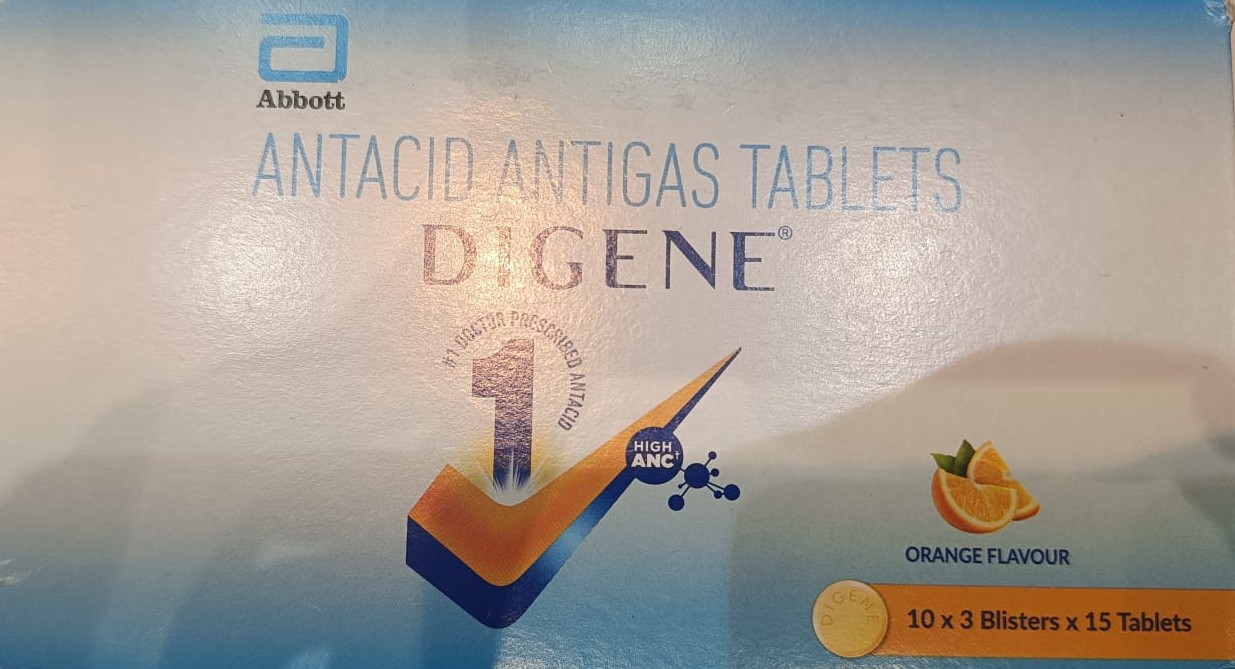 Abbott
ANTACID ANTIGAS TABLETS
DIGENE®
#1 DOCTOR PRESCRIBED ANTACID
1
HIGH
ANC†
ORANGE FLAVOUR
DIGENE
10 x 3 Blisters x 15 Tablets